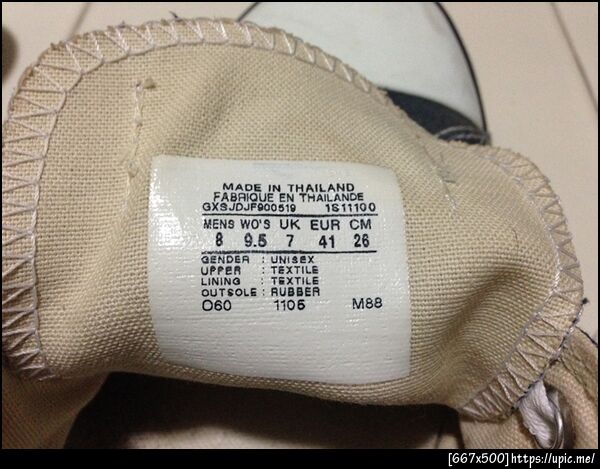 MADE IN THAILAND
FABRIQUE EN THAILANDE
GXSJDJF900519 1S11100
MENS WO'S UK EUR CM
8 9.5 7 41 26
GENDER : UNISEX
UPPER : TEXTILE
LINING : TEXTILE
OUTSOLE : RUBBER
O60 1105 M88
[667x500]https://upic.me/